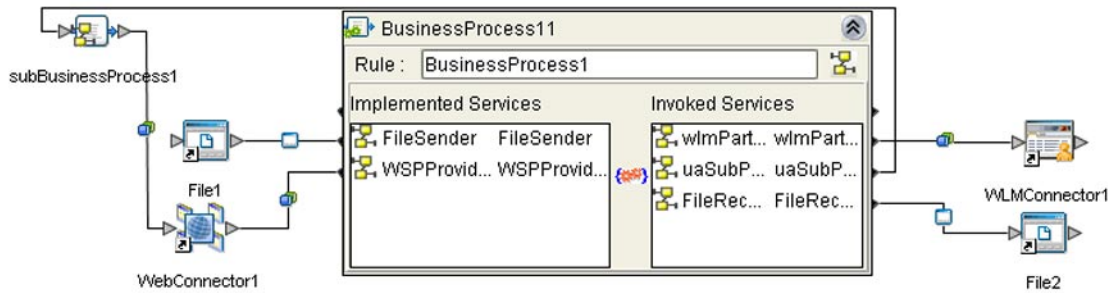 BusinessProcess11
Rule : BusinessProcess1
subBusinessProcess1
Implemented Services
Invoked Services
FileSender FileSender
WSPProvid... WSPProvid...
wlmPart... wlmPart...
uaSubP... uaSubP...
FileRec... FileRec...
File1
WebConnector1
WLMConnector1
File2